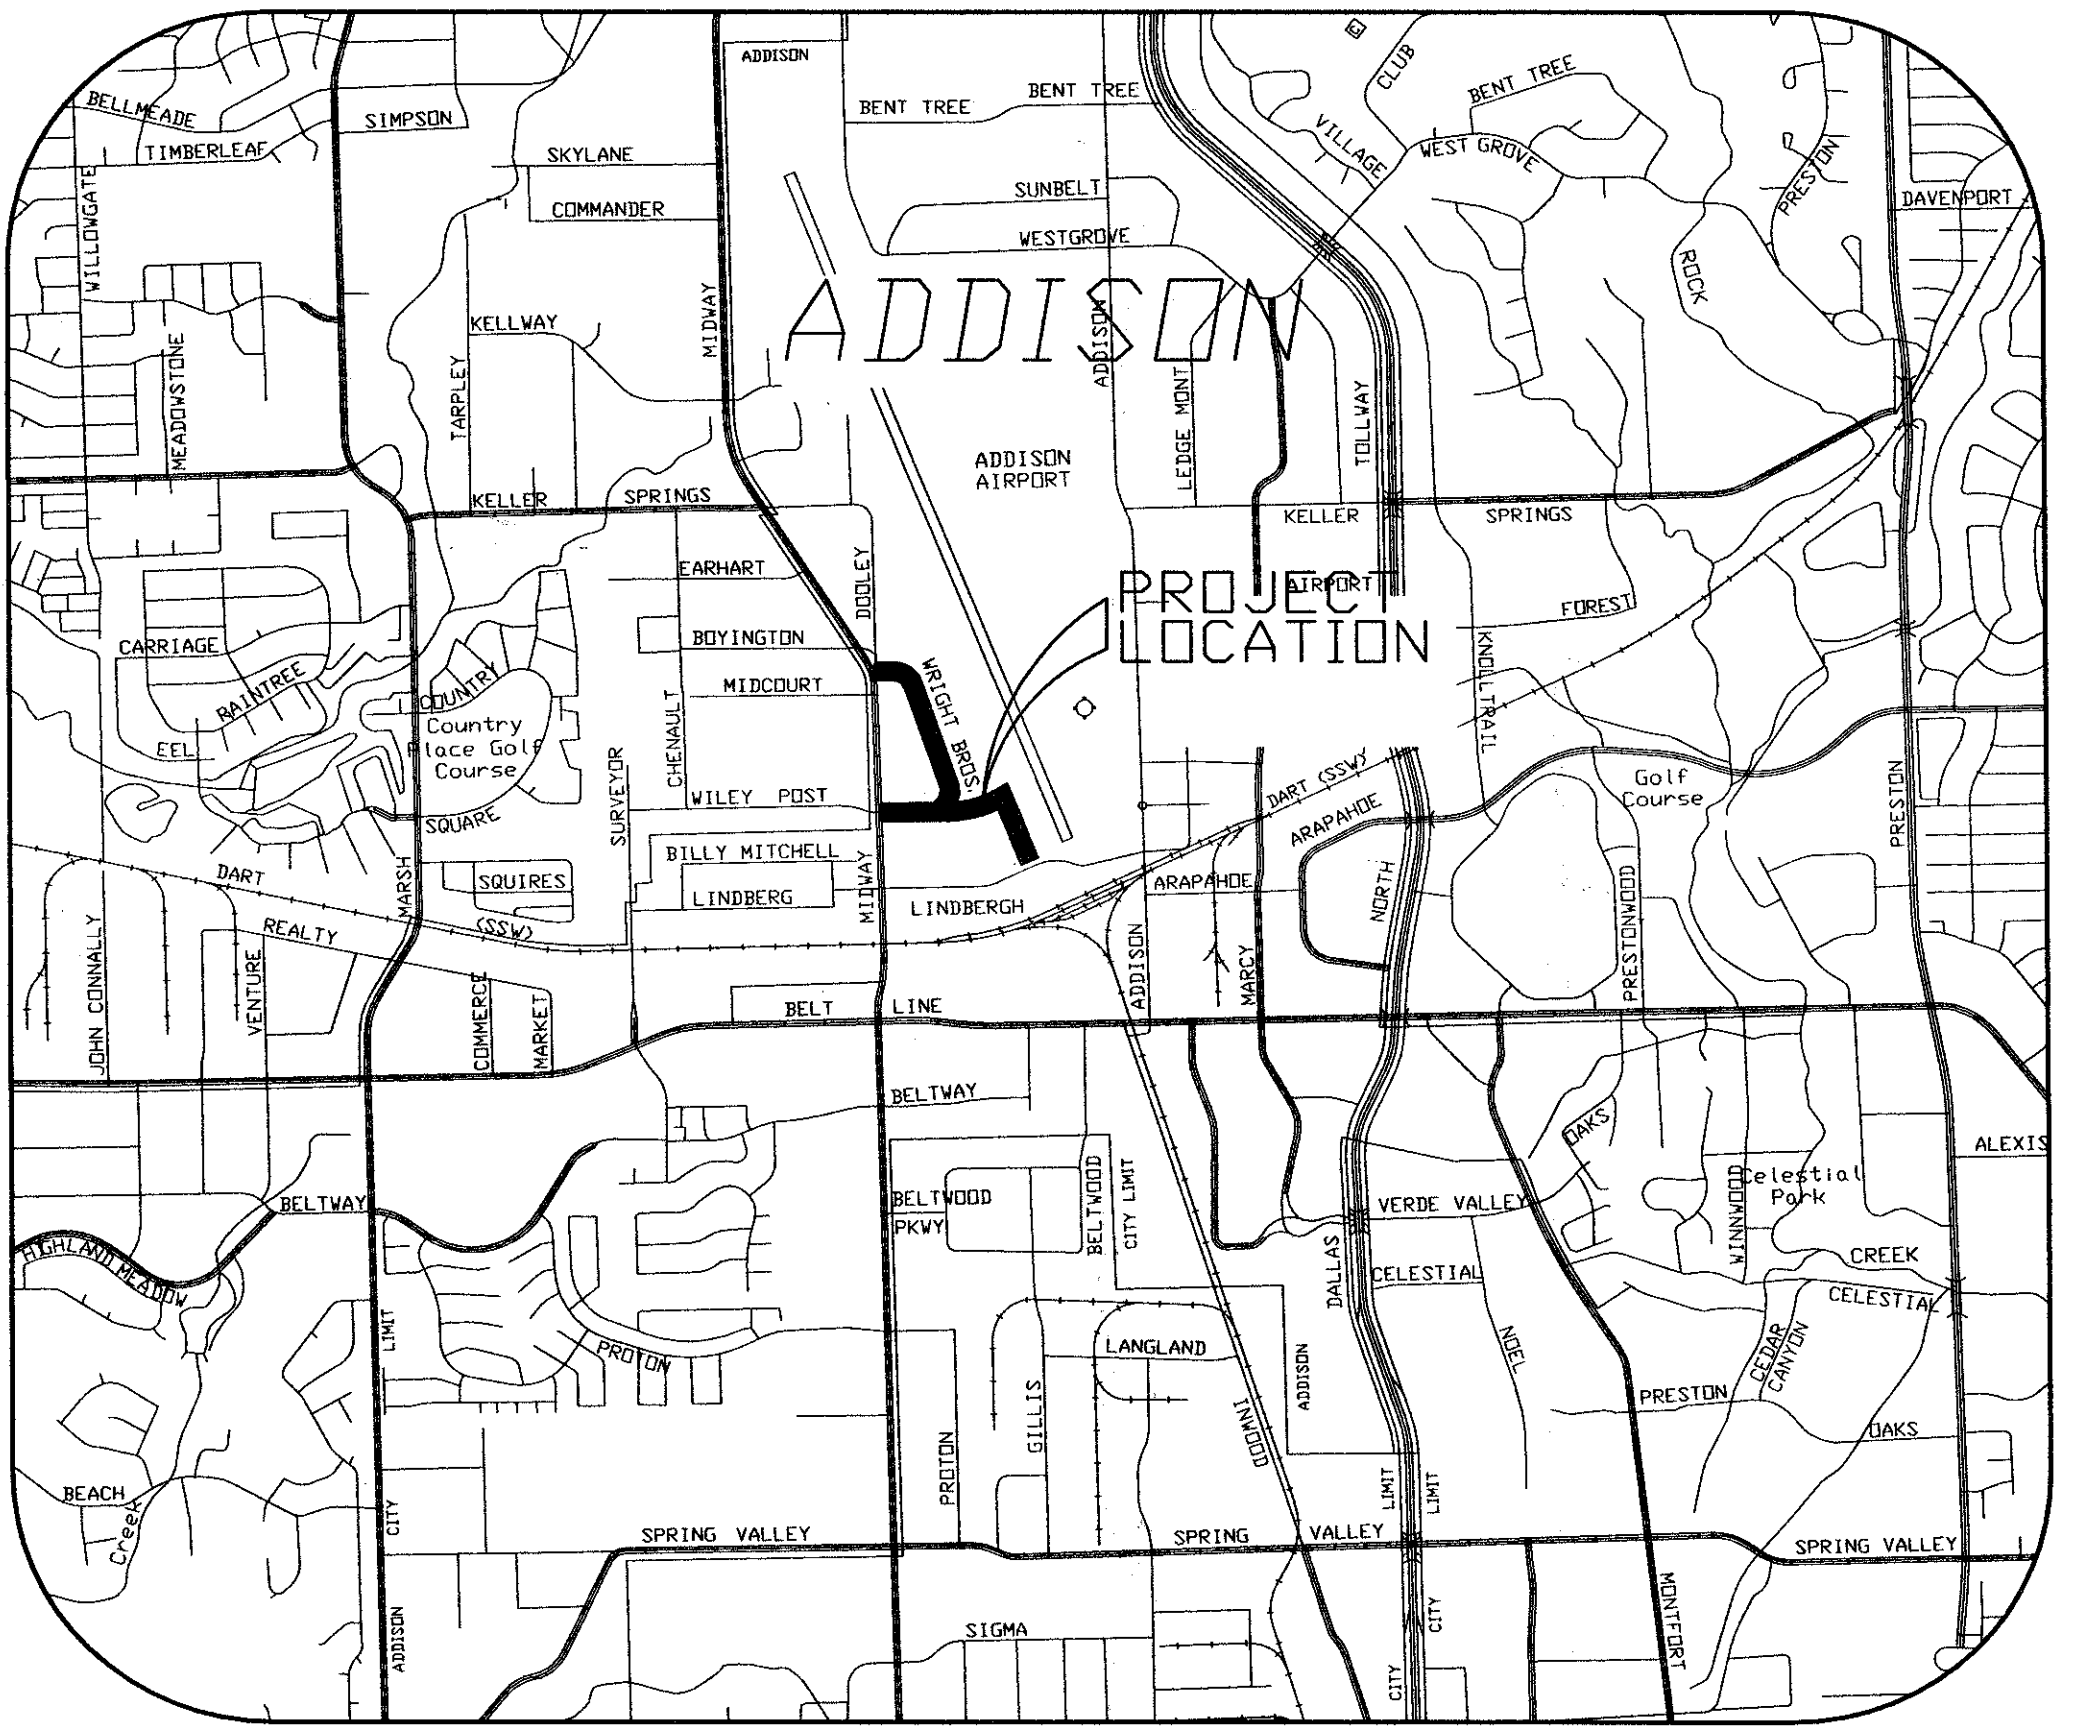 ADDISON
BELLMEADE
SIMPSON
TIMBERLEAF
BENT TREE
BENT TREE
CLUB
BENT TREE
VILLAGE
WEST GROVE
PRESTON
SKYLANE
COMMANDER
SUNBELT
WESTGROVE
DAVENPORT
WILLOWGATE
ROCK
ADDISON
KELLWAY
MIDWAY
ADDISON
MEADOWSTONE
TARPLEY
LEDGE MONT
TOLLWAY
ADDISON
AIRPORT
KELLER SPRINGS
KELLER
SPRINGS
EARHART
DOOLEY
AIRPORT
PROJECT
LOCATION
FOREST
CARRIAGE
BOYINGTON
MIDCOURT
WRIGHT BROS.
KNOLLTRAIL
RAINTREE
COUNTRY
Country
Place Golf
Course
EEL
CHENAULT
SURVEYOR
WILEY POST
SQUARE
DART (SSW)
ARAPAHOE
Golf
Course
PRESTON
BILLY MITCHELL
DART
MARSH
SQUIRES
LINDBERG
MIDWAY
LINDBERGH
ARAPAHOE
NORTH
PRESTONWOOD
REALTY
(SSW)
JOHN CONNALLY
VENTURE
COMMERCE
MARKET
ADDISON
MARCY
BELT LINE
BELTWAY
OAKS
ALEXIS
BELTWAY
BELTWOOD
PKWY
BELTWOOD
CITY LIMIT
VERDE VALLEY
WINNWOOD
Celestial
Park
HIGHLAND MEADOW
DALLAS
CELESTIAL
CREEK
CELESTIAL
LIMIT
PROTON
LANGLAND
NOEL
CEDAR
CANYON
ADDISON
PRESTON
OAKS
GILLIS
INWOOD
PROTON
BEACH
Creek
CITY
LIMIT
LIMIT
SPRING VALLEY
SPRING VALLEY
SPRING VALLEY
ADDISON
SIGMA
CITY
CITY
MONTFORT